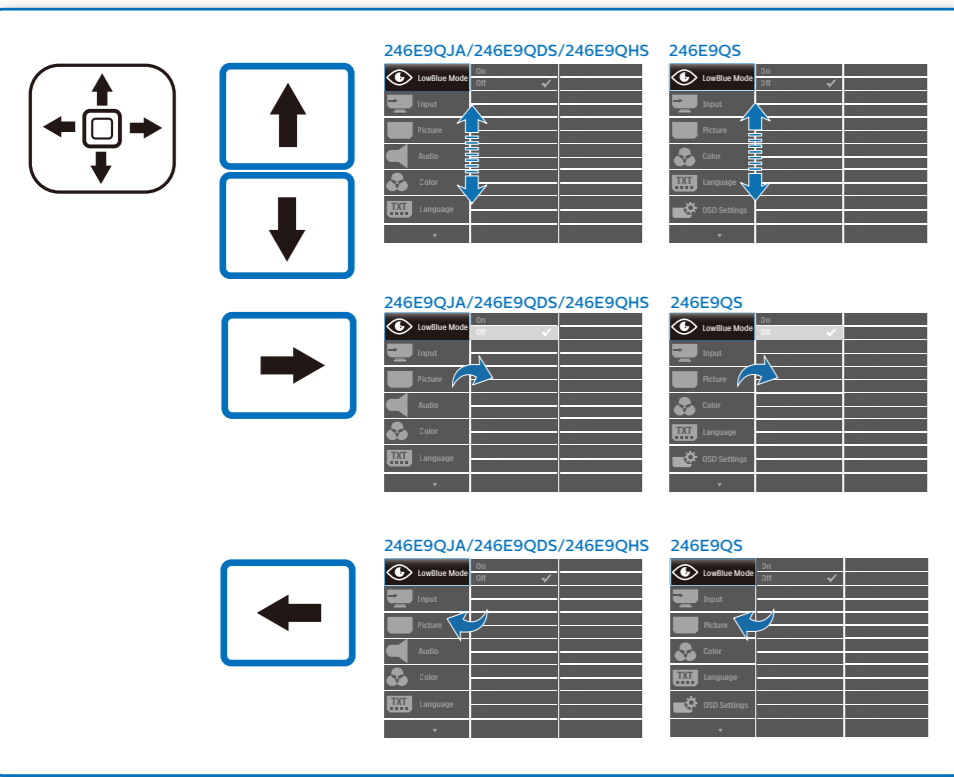 246E9QJA/246E9QDS/246E9QHS
LowBlue Mode
On
Off
Input
Picture
Audio
Color
TXT
Language
246E9QS
LowBlue Mode
On
Off
Input
Picture
Color
TXT
Language
OSD Settings
246E9QJA/246E9QDS/246E9QHS
LowBlue Mode
On
Off
Input
Picture
Audio
Color
TXT
Language
246E9QS
LowBlue Mode
On
Off
Input
Picture
Color
TXT
Language
OSD Settings
246E9QJA/246E9QDS/246E9QHS
LowBlue Mode
On
Off
Input
Picture
Audio
Color
TXT
Language
246E9QS
LowBlue Mode
On
Off
Input
Picture
Color
TXT
Language
OSD Settings